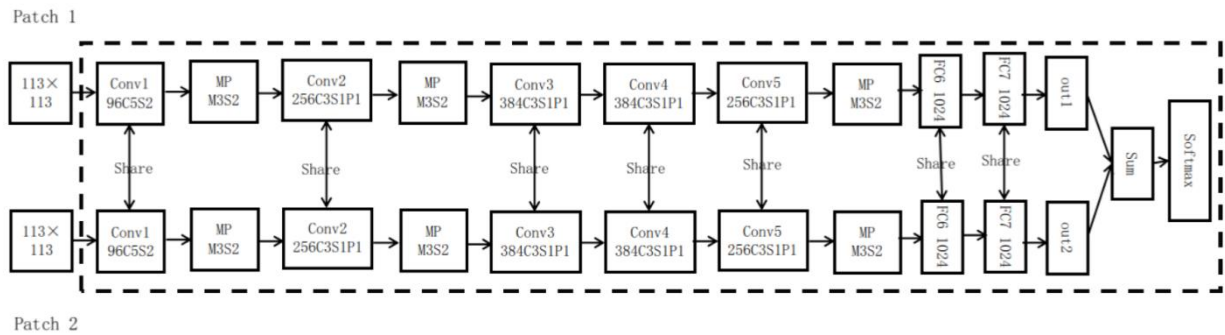 Patch 1
113×
113
Conv1
96C5S2
MP
M3S2
Conv2
256C3S1P1
MP
M3S2
Conv3
384C3S1P1
Conv4
384C3S1P1
Conv5
256C3S1P1
MP
M3S2
FC6 1024
FC7 1024
out1
Share
Share
Share
Share
Share
Share
Share
Sum
Softmax
113×
113
Conv1
96C5S2
MP
M3S2
Conv2
256C3S1P1
MP
M3S2
Conv3
384C3S1P1
Conv4
384C3S1P1
Conv5
256C3S1P1
MP
M3S2
FC6 1024
FC7 1024
out2
Patch 2